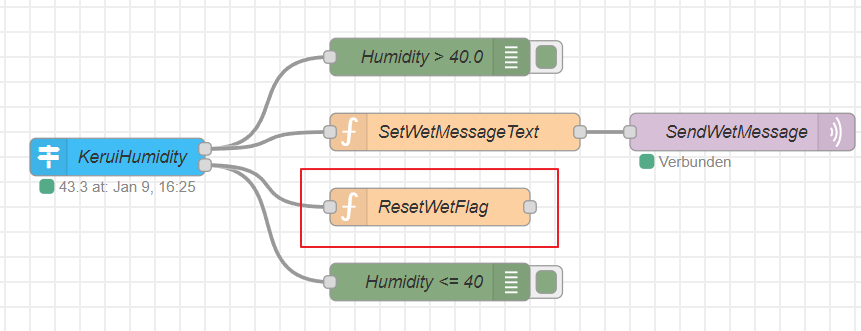 Humidity > 40.0
SetWetMessageText
SendWetMessage
Verbunden
KeruiHumidity
43.3 at: Jan 9, 16:25
ResetWetFlag
Humidity <= 40